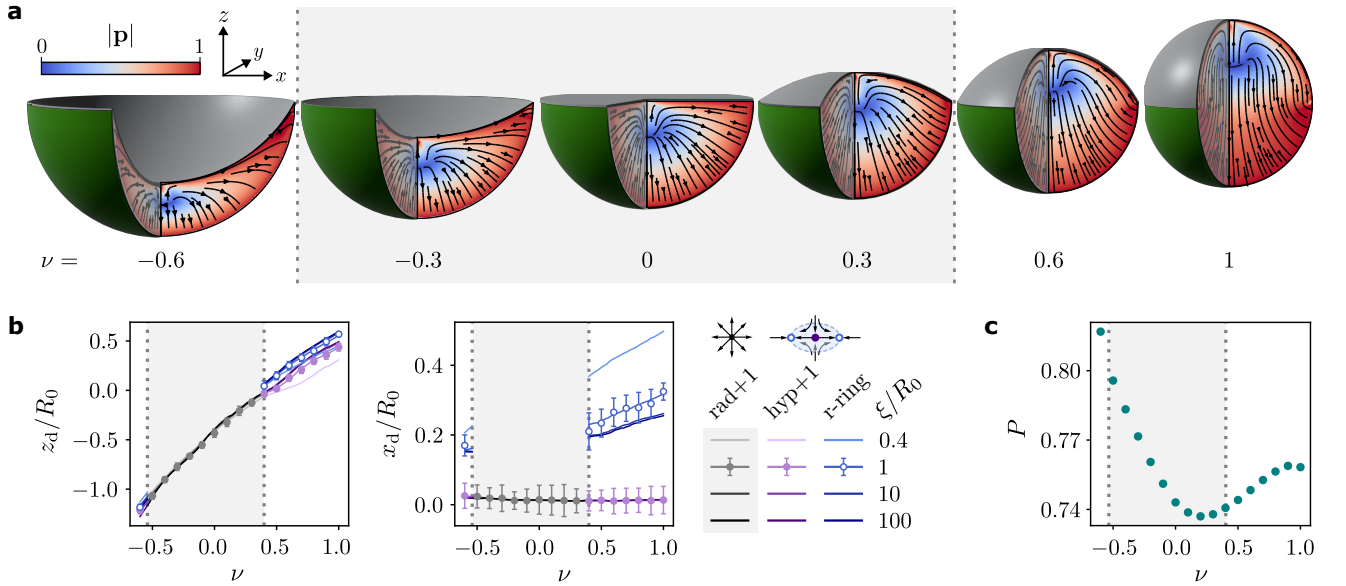 a
|p|
0 1
z
y
x
ν = −0.6 −0.3 0 0.3 0.6 1
b
0.5
0.0
−0.5
−1.0
z_d/R_0
−0.5 0.0 0.5 1.0
ν
0.4
0.2
0.0
x_d/R_0
−0.5 0.0 0.5 1.0
ν
rad+1 hyp+1 r-ring ξ/R_0
0.4
1
10
100
c
0.80
0.77
0.74
P
−0.5 0.0 0.5 1.0
ν